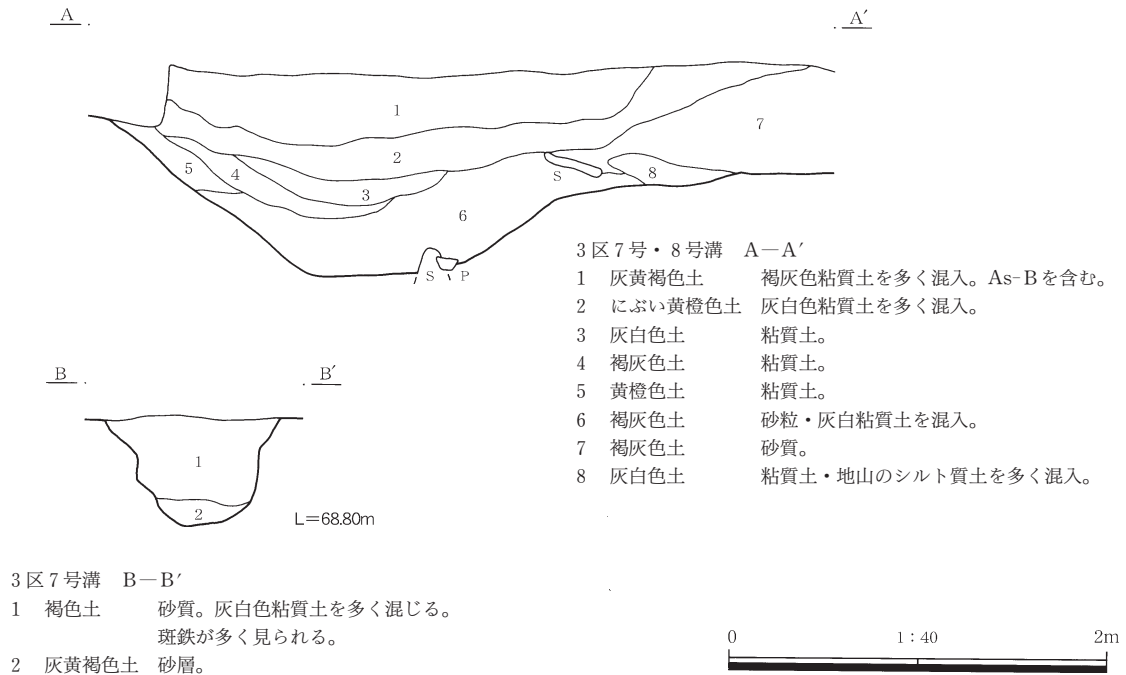 A A′
1
2
7
5
4
3
S
8
6
S P
3区7号・8号溝 A―A′
1 灰黄褐色土 褐灰色粘質土を多く混入。As-Bを含む。
2 にぶい黄橙色土 灰白色粘質土を多く混入。
3 灰白色土 粘質土。
4 褐灰色土 粘質土。
5 黄橙色土 粘質土。
6 褐灰色土 砂粒・灰白粘質土を混入。
7 褐灰色土 砂質。
8 灰白色土 粘質土・地山のシルト質土を多く混入。
B B′
1
2
L=68.80m
3区7号溝 B―B′
1 褐色土 砂質。灰白色粘質土を多く混じる。
斑鉄が多く見られる。
2 灰黄褐色土 砂層。
0 1:40 2m